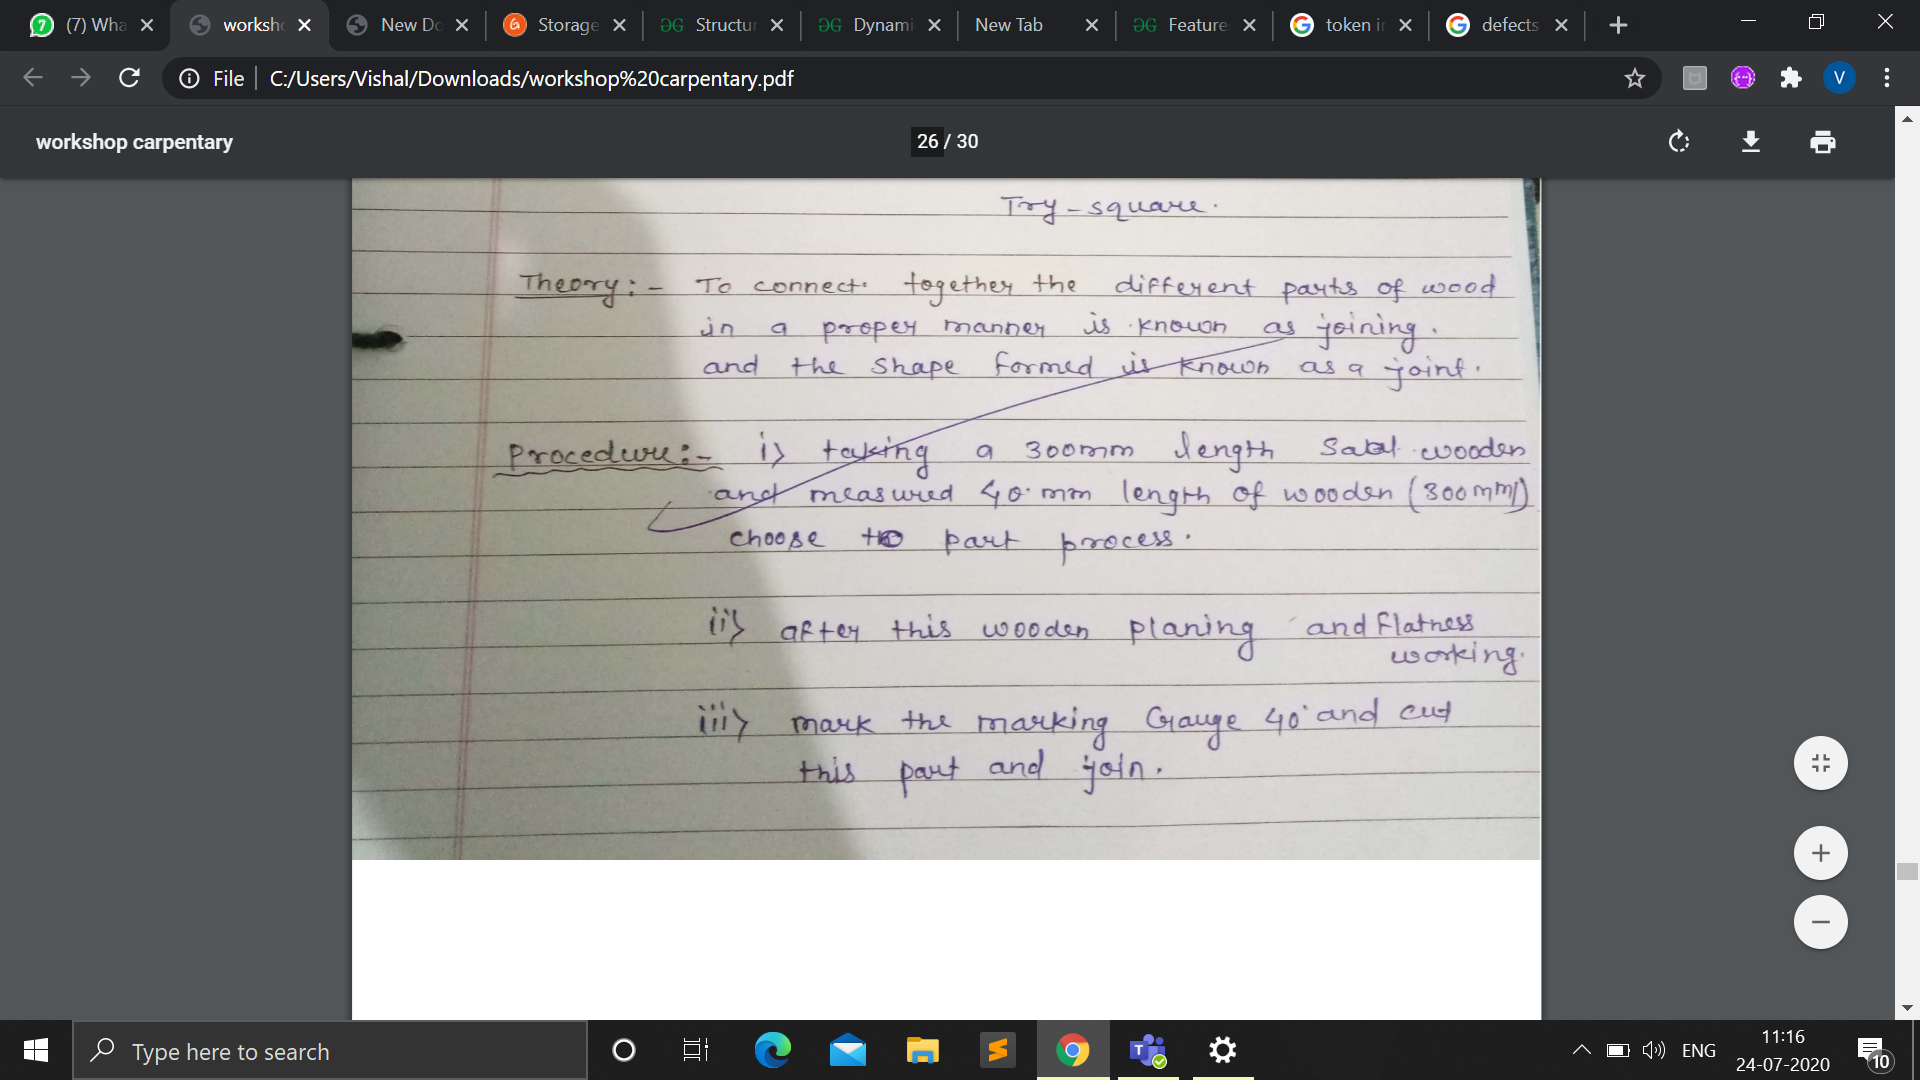 (7) Wha
worksh
New Do
Storage
Structur
Dynami
New Tab
Feature
token i
defects
File
C:/Users/Vishal/Downloads/workshop%20carpentary.pdf
V
workshop carpentary
26 / 30
Try-square.
Theory:- To connect together the different parts of wood
in a proper manner is known as joining.
and the shape formed is known as a joint.
Procedure:- i) taking a 300mm length wooden
and measured 40 mm length of wooden (300mm)
choose to part process.
ii) after this wooden planing and flatness
working.
iii) mark the marking Gauge 40° and cut
this part and join.
Type here to search
ENG
11:16
24-07-2020
10